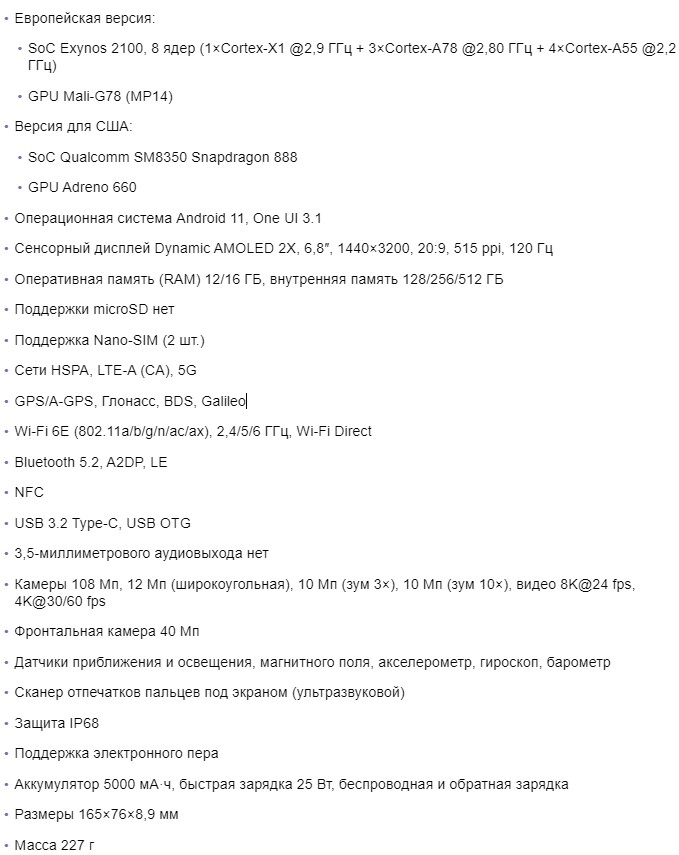 • Европейская версия:
• SoC Exynos 2100, 8 ядер (1×Cortex-X1 @2,9 ГГц + 3×Cortex-A78 @2,80 ГГц + 4×Cortex-A55 @2,2
ГГц)
• GPU Mali-G78 (MP14)
• Версия для США:
• SoC Qualcomm SM8350 Snapdragon 888
• GPU Adreno 660
• Операционная система Android 11, One UI 3.1
• Сенсорный дисплей Dynamic AMOLED 2X, 6,8″, 1440×3200, 20:9, 515 ppi, 120 Гц
• Оперативная память (RAM) 12/16 ГБ, внутренняя память 128/256/512 ГБ
• Поддержки microSD нет
• Поддержка Nano-SIM (2 шт.)
• Сети HSPA, LTE-A (CA), 5G
• GPS/A-GPS, Глонасс, BDS, Galileo
• Wi-Fi 6E (802.11a/b/g/n/ac/ax), 2,4/5/6 ГГц, Wi-Fi Direct
• Bluetooth 5.2, A2DP, LE
• NFC
• USB 3.2 Type-C, USB OTG
• 3,5-миллиметрового аудиовыхода нет
• Камеры 108 Мп, 12 Мп (широкоугольная), 10 Мп (зум 3×), 10 Мп (зум 10×), видео 8K@24 fps,
4K@30/60 fps
• Фронтальная камера 40 Мп
• Датчики приближения и освещения, магнитного поля, акселерометр, гироскоп, барометр
• Сканер отпечатков пальцев под экраном (ультразвуковой)
• Защита IP68
• Поддержка электронного пера
• Аккумулятор 5000 мА·ч, быстрая зарядка 25 Вт, беспроводная и обратная зарядка
• Размеры 165×76×8,9 мм
• Масса 227 г